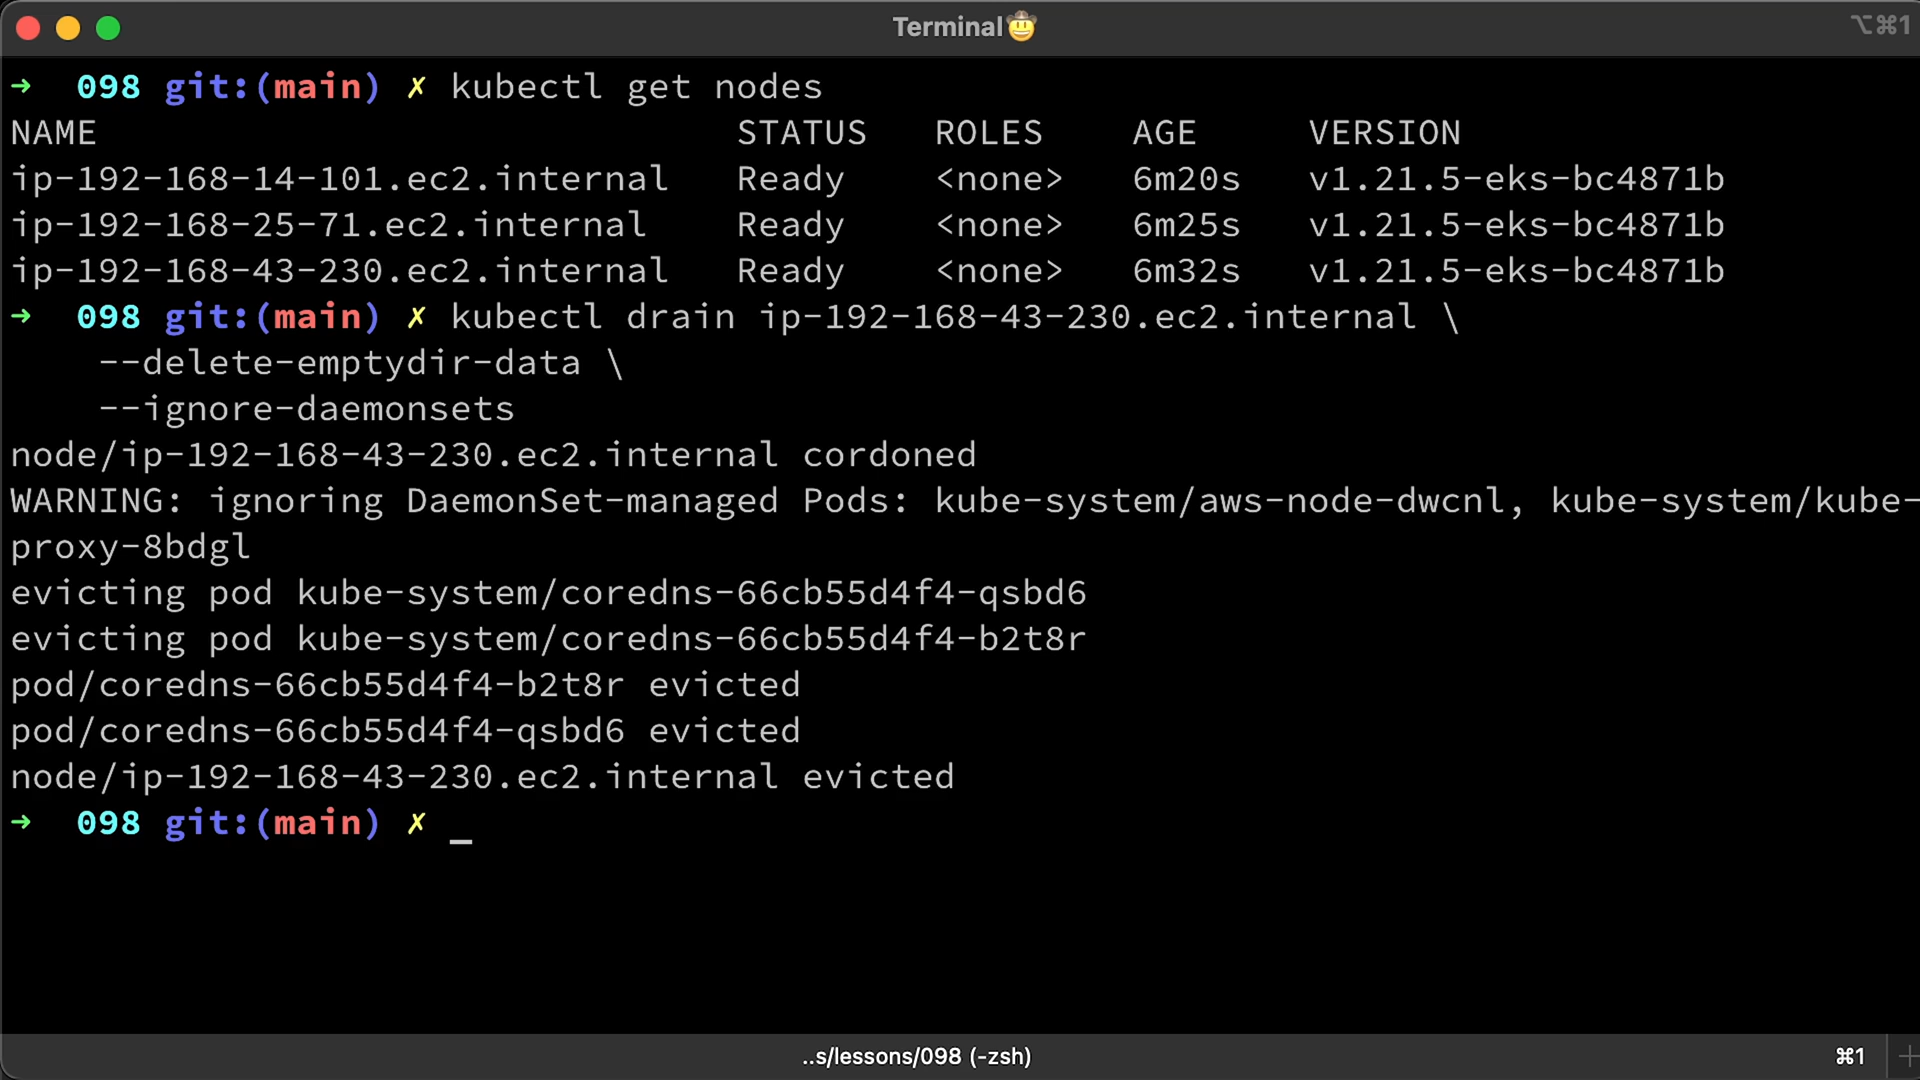 Terminal🤠
⌥⌘1
➜ 098 git:(main) ✗ kubectl get nodes
NAME STATUS ROLES AGE VERSION
ip-192-168-14-101.ec2.internal Ready <none> 6m20s v1.21.5-eks-bc4871b
ip-192-168-25-71.ec2.internal Ready <none> 6m25s v1.21.5-eks-bc4871b
ip-192-168-43-230.ec2.internal Ready <none> 6m32s v1.21.5-eks-bc4871b
➜ 098 git:(main) ✗ kubectl drain ip-192-168-43-230.ec2.internal \
--delete-emptydir-data \
--ignore-daemonsets
node/ip-192-168-43-230.ec2.internal cordoned
WARNING: ignoring DaemonSet-managed Pods: kube-system/aws-node-dwcnl, kube-system/kube-
proxy-8bdgl
evicting pod kube-system/coredns-66cb55d4f4-qsbd6
evicting pod kube-system/coredns-66cb55d4f4-b2t8r
pod/coredns-66cb55d4f4-b2t8r evicted
pod/coredns-66cb55d4f4-qsbd6 evicted
node/ip-192-168-43-230.ec2.internal evicted
➜ 098 git:(main) ✗ _
..s/lessons/098 (-zsh)
⌘1